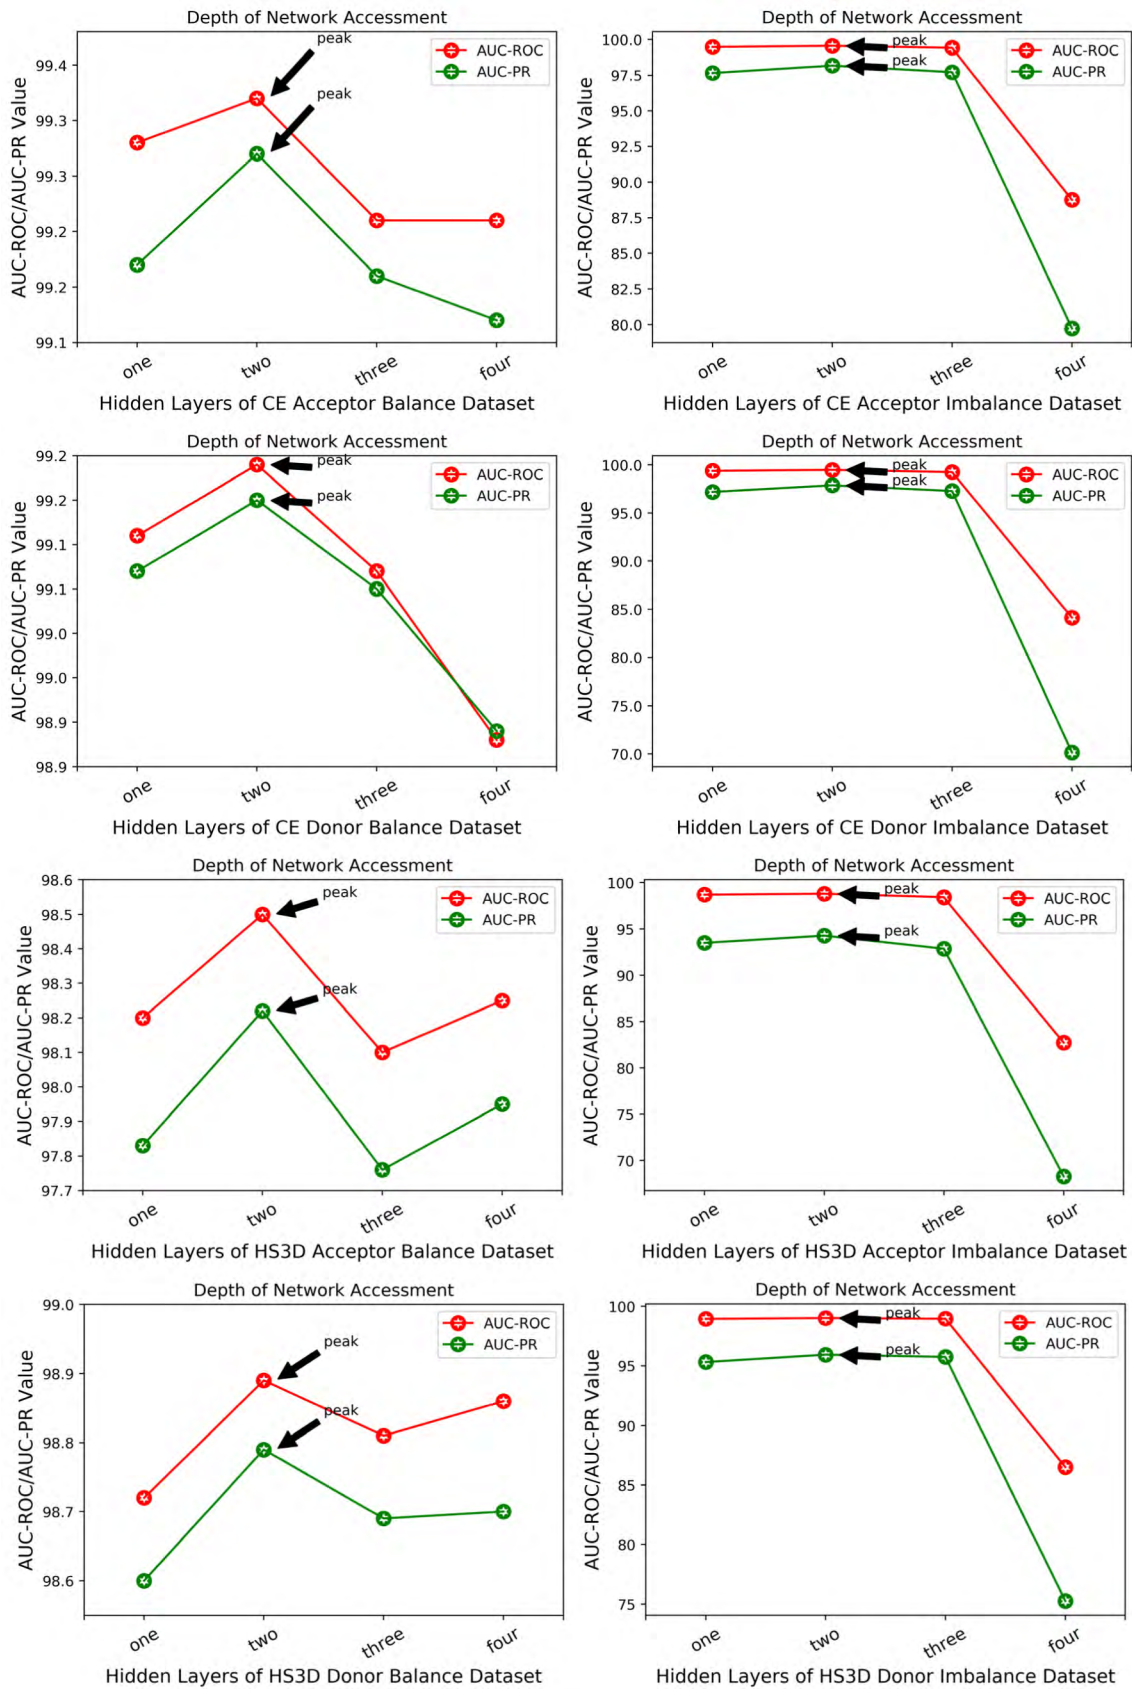 Depth of Network Accessment
peak
peak
AUC-ROC
AUC-PR
99.4
99.3
99.3
99.2
99.2
99.1
AUC-ROC/AUC-PR Value
one
two
three
four
Hidden Layers of CE Acceptor Balance Dataset
Depth of Network Accessment
peak
peak
AUC-ROC
AUC-PR
100.0
97.5
95.0
92.5
90.0
87.5
85.0
82.5
80.0
AUC-ROC/AUC-PR Value
one
two
three
four
Hidden Layers of CE Acceptor Imbalance Dataset
Depth of Network Accessment
peak
peak
AUC-ROC
AUC-PR
99.2
99.2
99.1
99.1
99.0
99.0
98.9
98.9
AUC-ROC/AUC-PR Value
one
two
three
four
Hidden Layers of CE Donor Balance Dataset
Depth of Network Accessment
peak
peak
AUC-ROC
AUC-PR
100.0
95.0
90.0
85.0
80.0
75.0
70.0
AUC-ROC/AUC-PR Value
one
two
three
four
Hidden Layers of CE Donor Imbalance Dataset
Depth of Network Accessment
peak
peak
AUC-ROC
AUC-PR
98.6
98.5
98.4
98.3
98.2
98.1
98.0
97.9
97.8
97.7
AUC-ROC/AUC-PR Value
one
two
three
four
Hidden Layers of HS3D Acceptor Balance Dataset
Depth of Network Accessment
peak
peak
AUC-ROC
AUC-PR
100
95
90
85
80
75
70
AUC-ROC/AUC-PR Value
one
two
three
four
Hidden Layers of HS3D Acceptor Imbalance Dataset
Depth of Network Accessment
peak
peak
AUC-ROC
AUC-PR
99.0
98.9
98.8
98.7
98.6
AUC-ROC/AUC-PR Value
one
two
three
four
Hidden Layers of HS3D Donor Balance Dataset
Depth of Network Accessment
peak
peak
AUC-ROC
AUC-PR
100
95
90
85
80
75
AUC-ROC/AUC-PR Value
one
two
three
four
Hidden Layers of HS3D Donor Imbalance Dataset